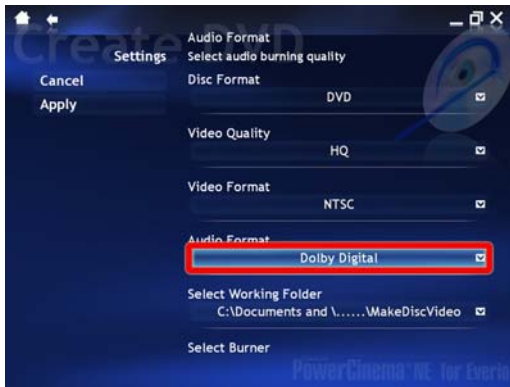 Create DVD
Settings
Cancel
Apply
Audio Format
Select audio burning quality
Disc Format
DVD
Video Quality
HQ
Video Format
NTSC
Audio Format
Dolby Digital
Select Working Folder
C:\Documents and \......\MakeDiscVideo
Select Burner
PowerCinema NE for Everio